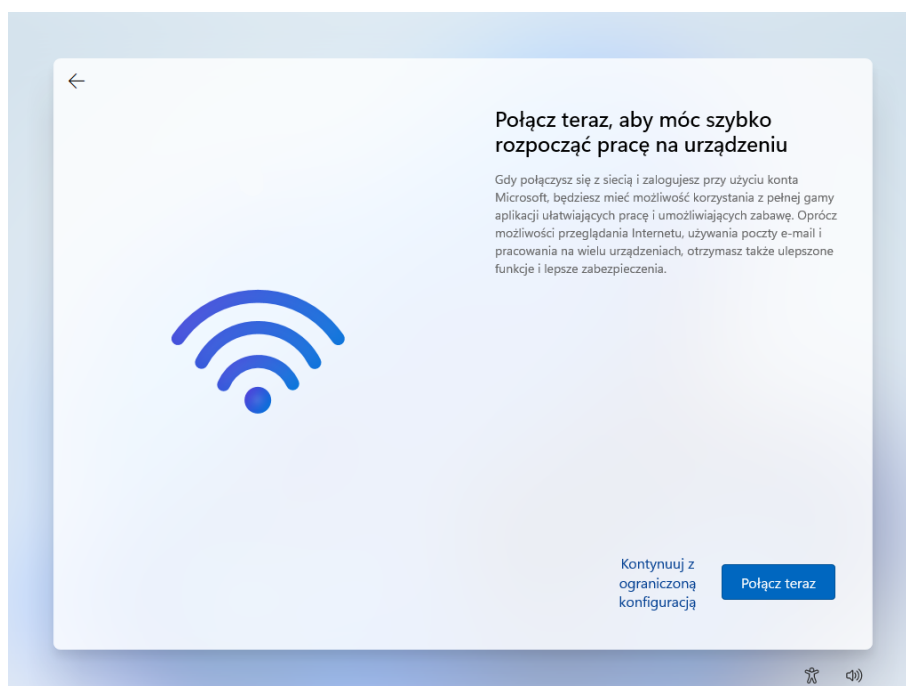 Połącz teraz, aby móc szybko
rozpocząć pracę na urządzeniu
Gdy połączysz się z siecią i zalogujesz przy użyciu konta
Microsoft, będziesz mieć możliwość korzystania z pełnej gamy
aplikacji ułatwiających pracę i umożliwiających zabawę. Oprócz
możliwości przeglądania Internetu, używania poczty e-mail i
pracowania na wielu urządzeniach, otrzymasz także ulepszone
funkcje i lepsze zabezpieczenia.
Kontynuuj z
ograniczoną
konfiguracją
Połącz teraz